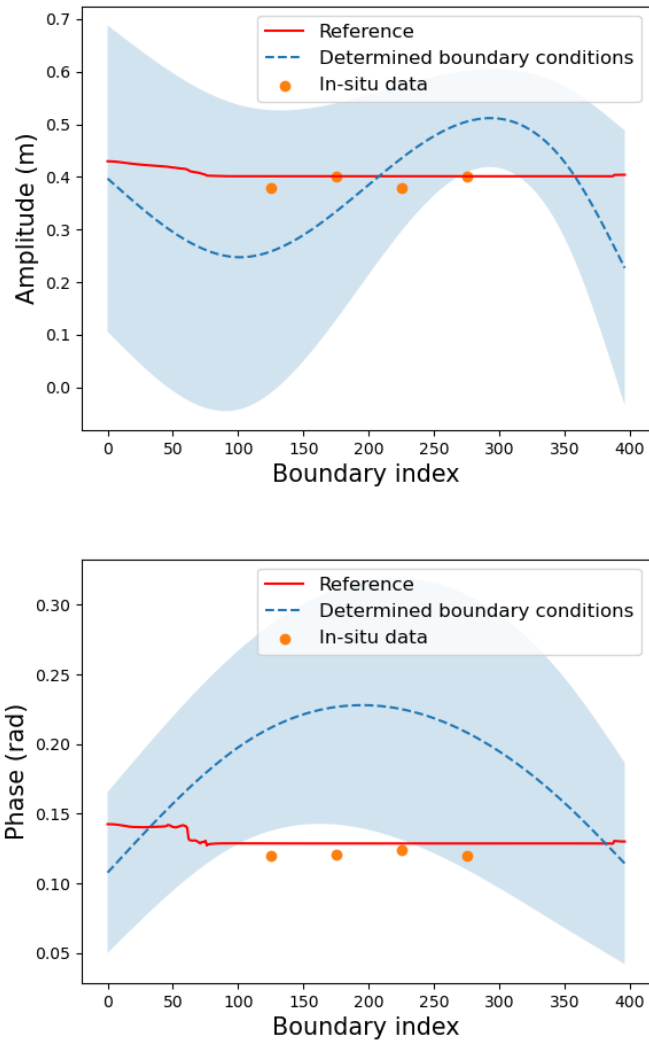 0.7
0.6
0.5
0.4
0.3
0.2
0.1
0.0
Amplitude (m)
Reference
Determined boundary conditions
In-situ data
0 50 100 150 200 250 300 350 400
Boundary index
0.30
0.25
0.20
0.15
0.10
0.05
Phase (rad)
Reference
Determined boundary conditions
In-situ data
0 50 100 150 200 250 300 350 400
Boundary index